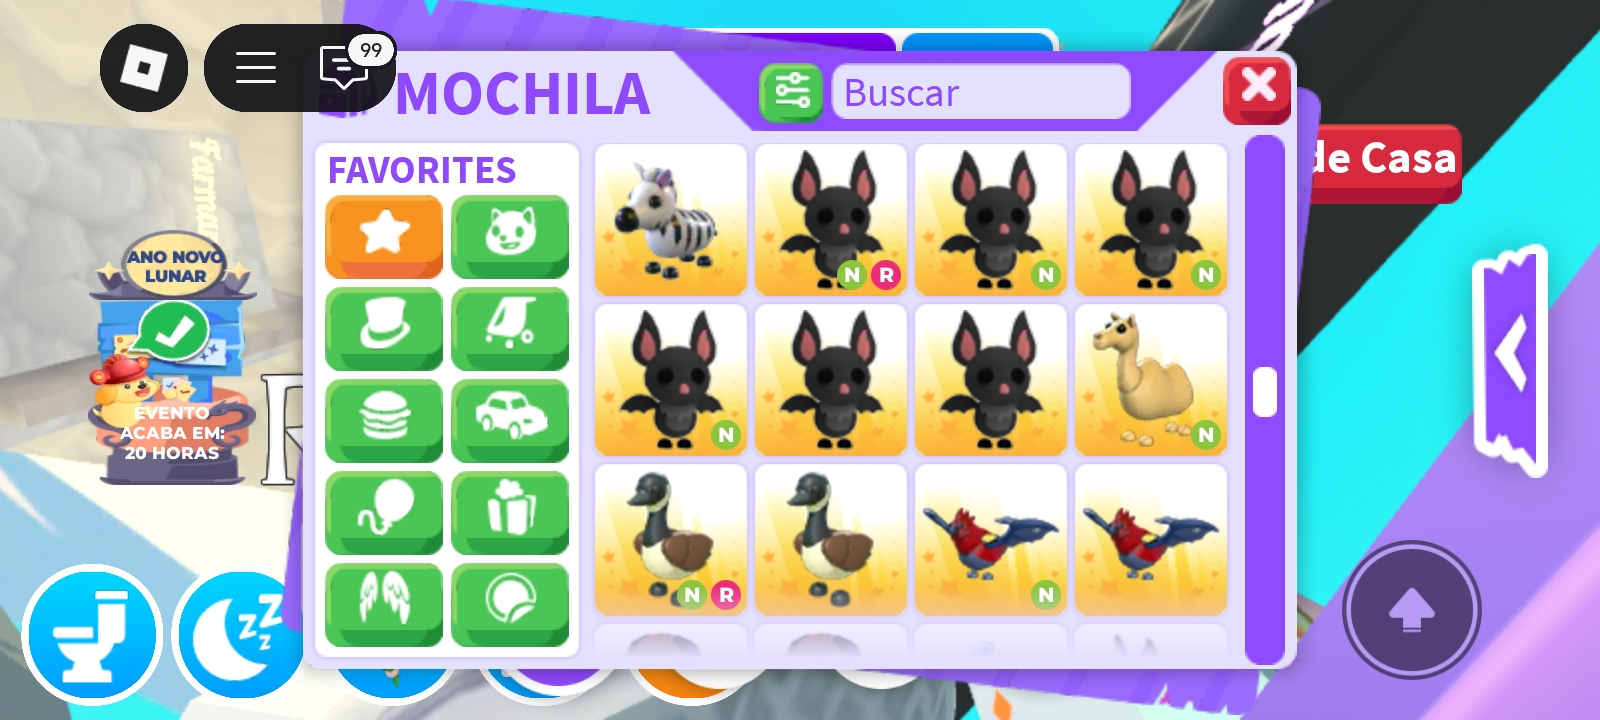 99
MOCHILA
Buscar
de Casa
FAVORITES
ANO NOVO
LUNAR
EVENTO
ACABA EM:
20 HORAS
N R
N
N
N
N
N R
N
Z Z
Z